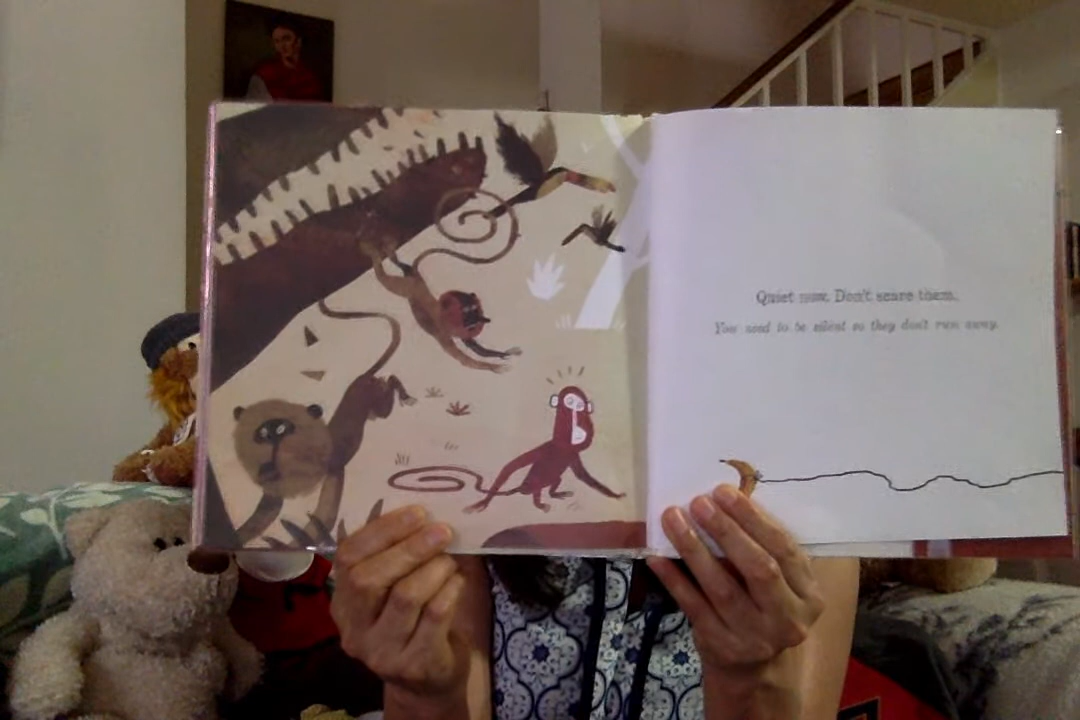 Quiet now. Don't scare them.
You need to be silent so they don't run away.